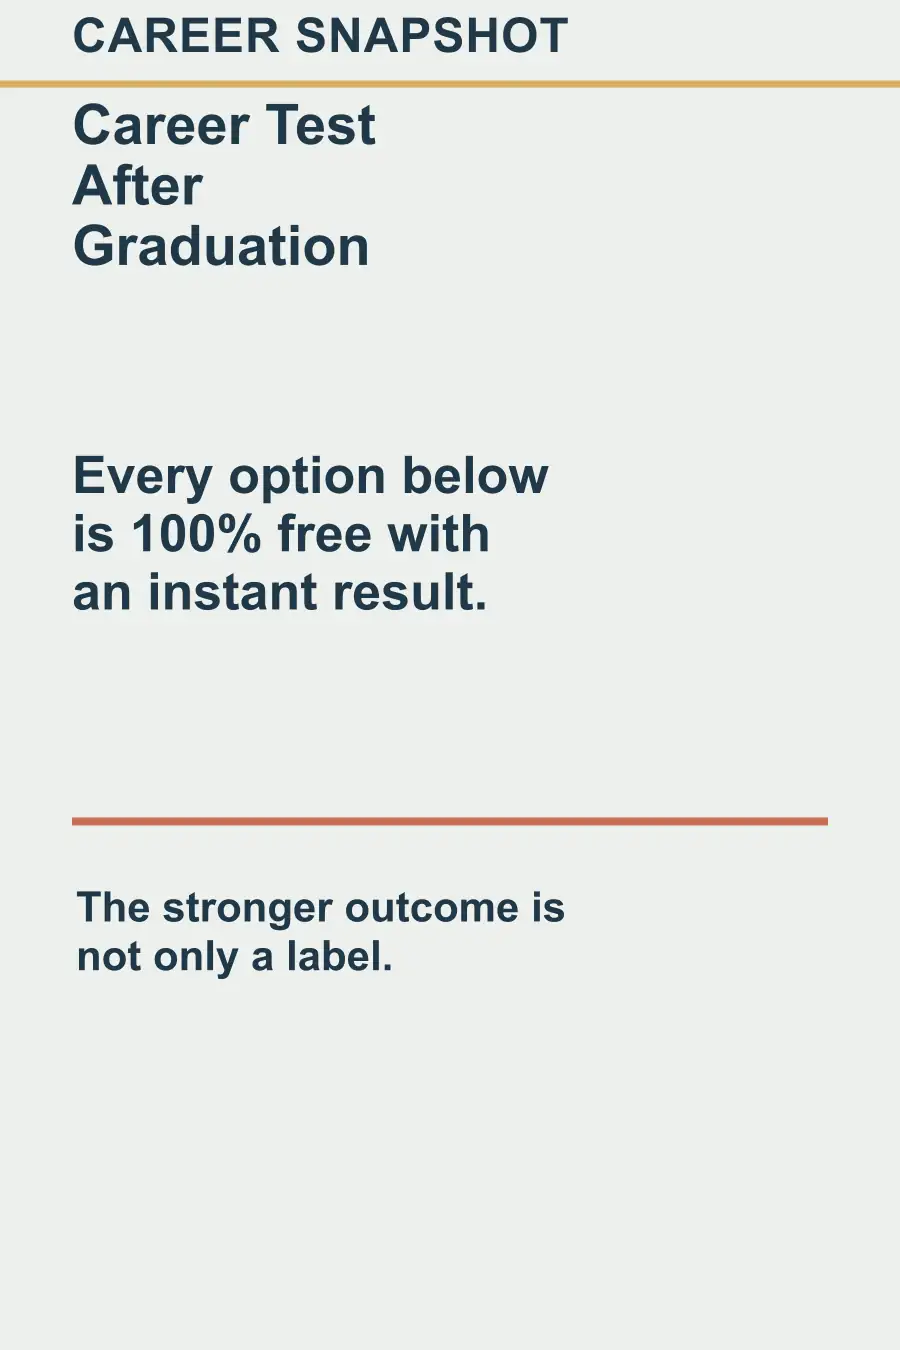 CAREER SNAPSHOT
Career Test
After
Graduation
Every option below
is 100% free with
an instant result.
The stronger outcome is
not only a label.